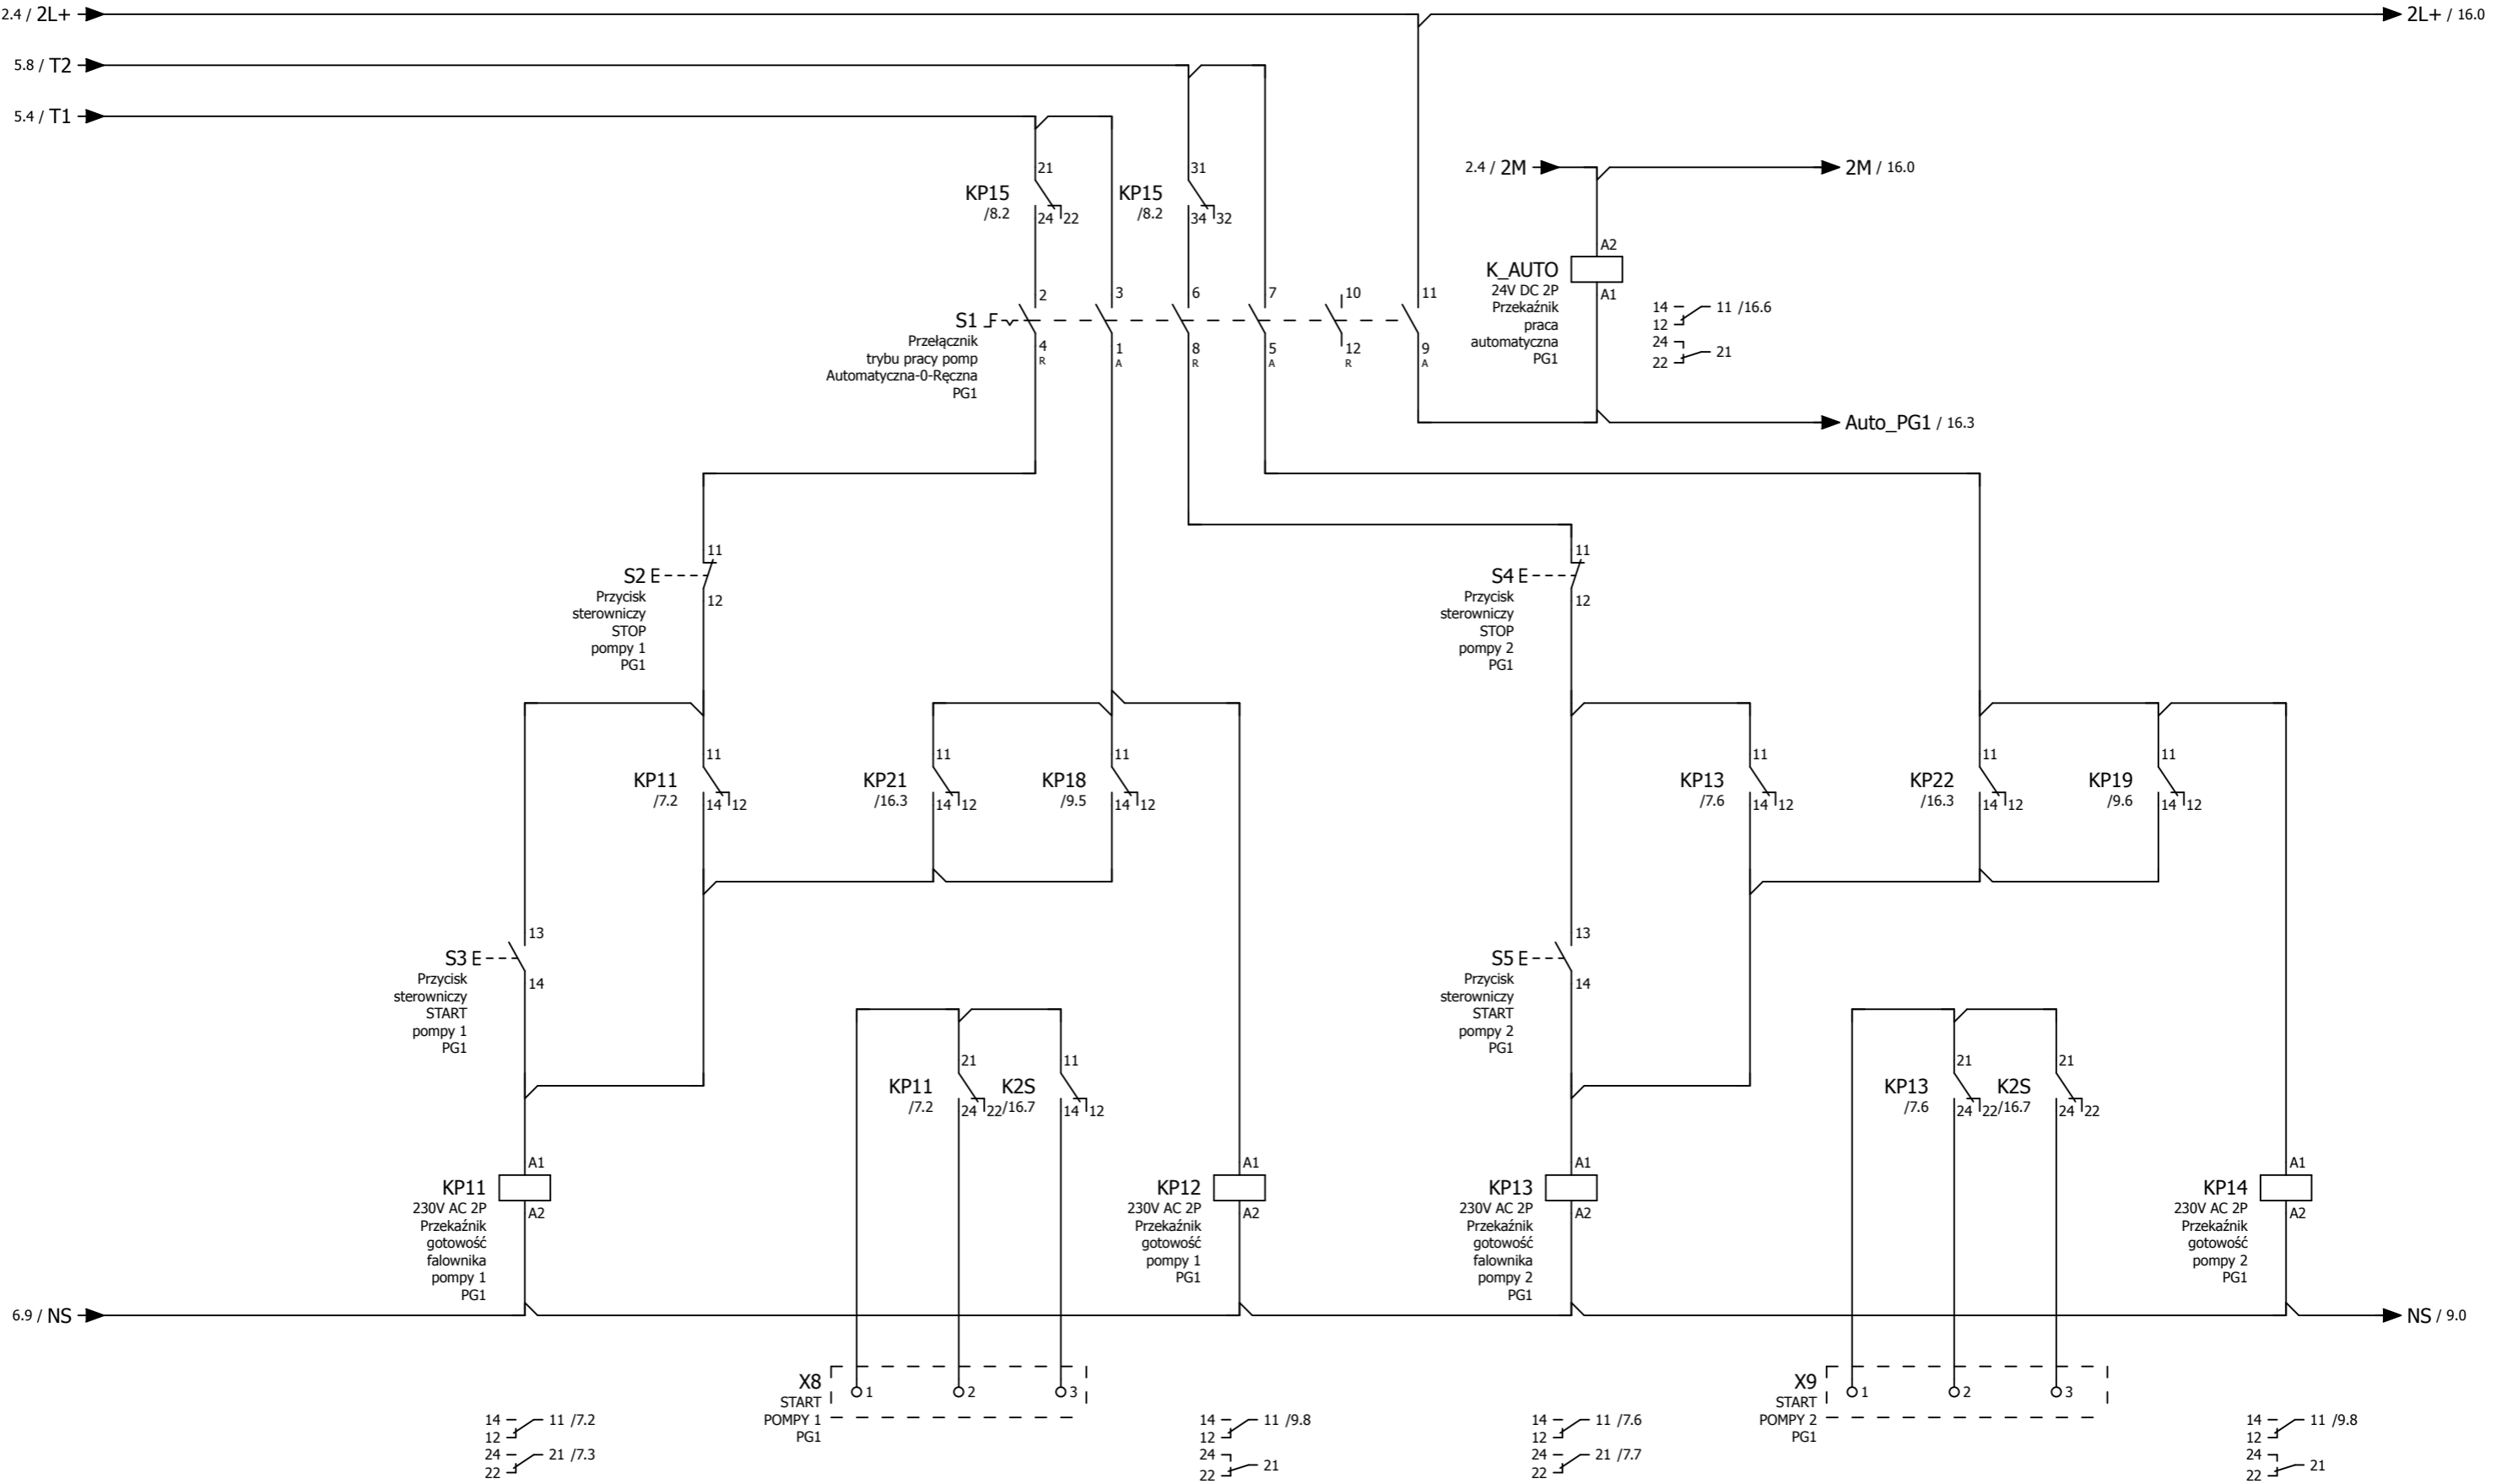 2.4 / 2L+
2L+ / 16.0
5.8 / T2
5.4 / T1
21
KP15
/8.2
24
22
31
KP15
/8.2
34
32
2.4 / 2M
2M / 16.0
A2
K_AUTO
24V DC 2P
Przekaźnik
praca
automatyczna
PG1
A1
14
12
11 /16.6
24
22
21
S1
Przełącznik
trybu pracy pomp
Automatyczna-0-Ręczna
PG1
2
4
R
3
1
A
6
8
R
7
5
A
10
12
R
11
9
A
Auto_PG1 / 16.3
11
S2 E
12
Przycisk
sterowniczy
STOP
pompy 1
PG1
11
S4 E
12
Przycisk
sterowniczy
STOP
pompy 2
PG1
11
KP11
/7.2
14
12
11
KP21
/16.3
14
12
11
KP18
/9.5
14
12
11
KP13
/7.6
14
12
11
KP22
/16.3
14
12
11
KP19
/9.6
14
12
13
S3 E
14
Przycisk
sterowniczy
START
pompy 1
PG1
13
S5 E
14
Przycisk
sterowniczy
START
pompy 2
PG1
21
KP11
/7.2
24
22
11
K2S
/16.7
14
12
21
KP13
/7.6
24
22
21
K2S
/16.7
24
22
A1
KP11
A2
230V AC 2P
Przekaźnik
gotowość
falownika
pompy 1
PG1
A1
KP12
A2
230V AC 2P
Przekaźnik
gotowość
pompy 1
PG1
A1
KP13
A2
230V AC 2P
Przekaźnik
gotowość
falownika
pompy 2
PG1
A1
KP14
A2
230V AC 2P
Przekaźnik
gotowość
pompy 2
PG1
6.9 / NS
NS / 9.0
X8
START
POMPY 1
PG1
1
2
3
X9
START
POMPY 2
PG1
1
2
3
14
12
11 /7.2
24
22
21 /7.3
14
12
11 /9.8
24
22
21
14
12
11 /7.6
24
22
21 /7.7
14
12
11 /9.8
24
22
21